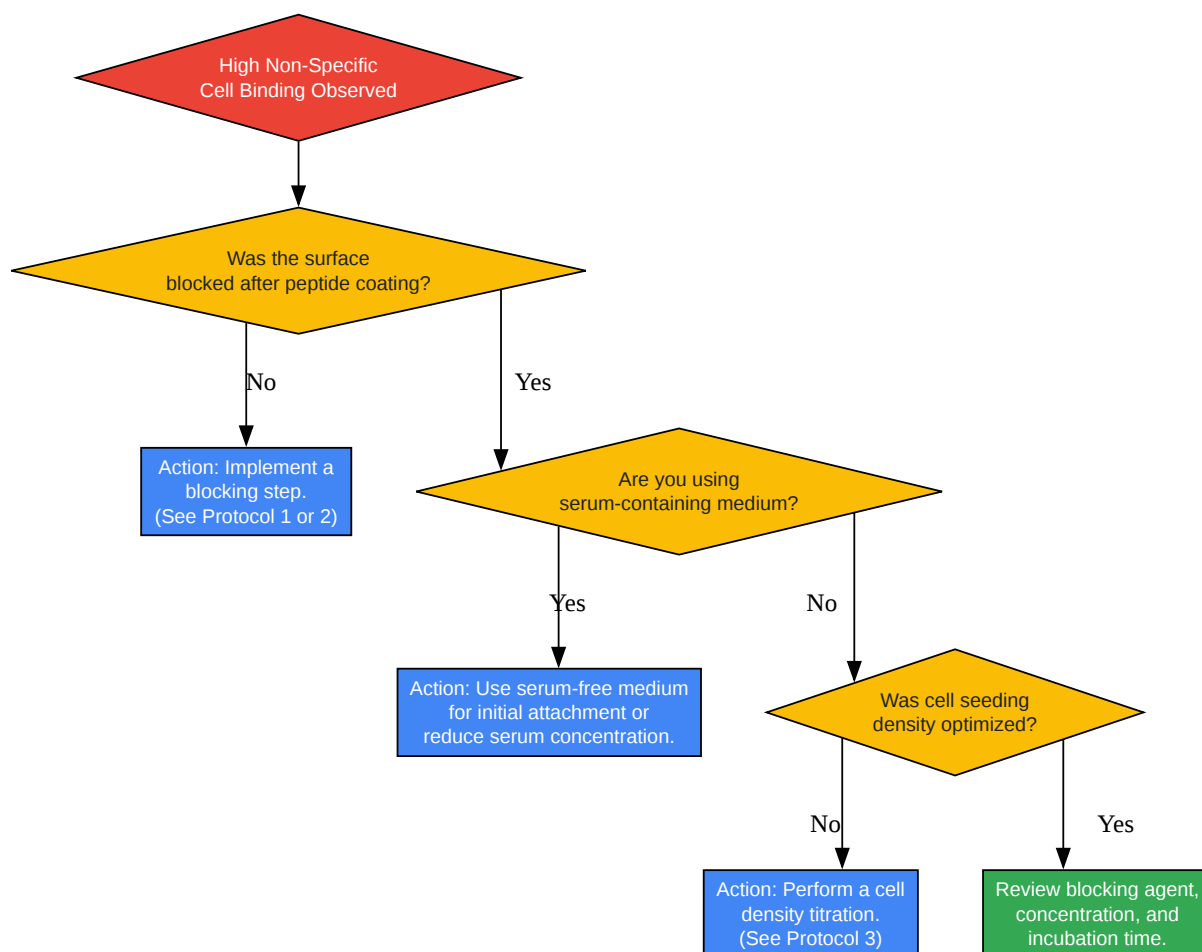 High Non-Specific
Cell Binding Observed
Was the surface
blocked after peptide coating?
No
Yes
Action: Implement a
blocking step.
(See Protocol 1 or 2)
Are you using
serum-containing medium?
Yes
No
Action: Use serum-free medium
for initial attachment or
reduce serum concentration.
Was cell seeding
density optimized?
No
Yes
Action: Perform a cell
density titration.
(See Protocol 3)
Review blocking agent,
concentration, and
incubation time.